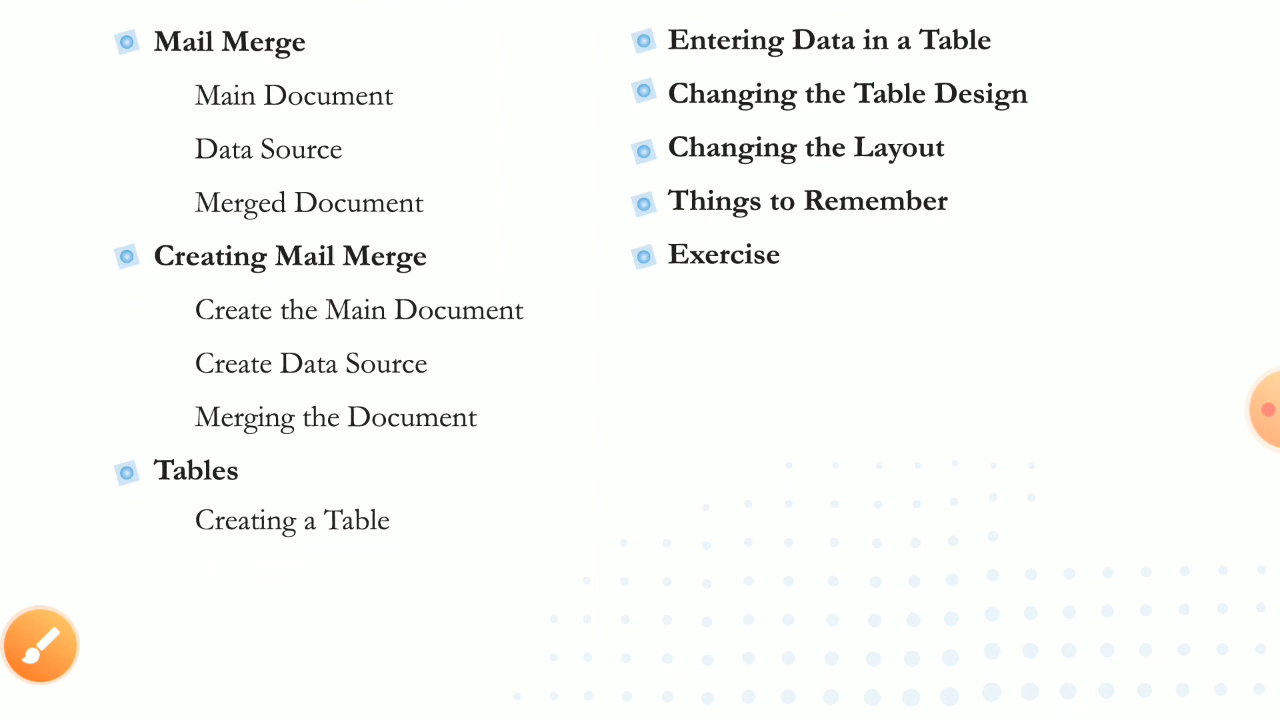 Mail Merge
Main Document
Data Source
Merged Document
Creating Mail Merge
Create the Main Document
Create Data Source
Merging the Document
Tables
Creating a Table
Entering Data in a Table
Changing the Table Design
Changing the Layout
Things to Remember
Exercise